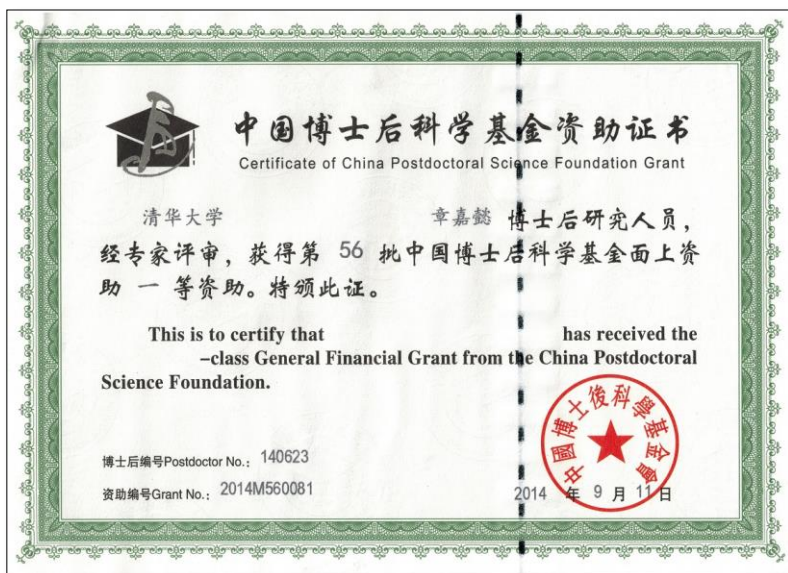 中国博士后科学基金资助证书
Certificate of China Postdoctoral Science Foundation Grant
清华大学 章嘉懿 博士后研究人员，
经专家评审，获得第 56 批中国博士后科学基金面上资
助 一 等资助。特颁此证。
This is to certify that has received the
-class General Financial Grant from the China Postdoctoral
Science Foundation.
博士后编号Postdoctor No.: 140623
资助编号Grant No.: 2014M560081
中國博士後科學基金會
2014 年 9 月 11 日